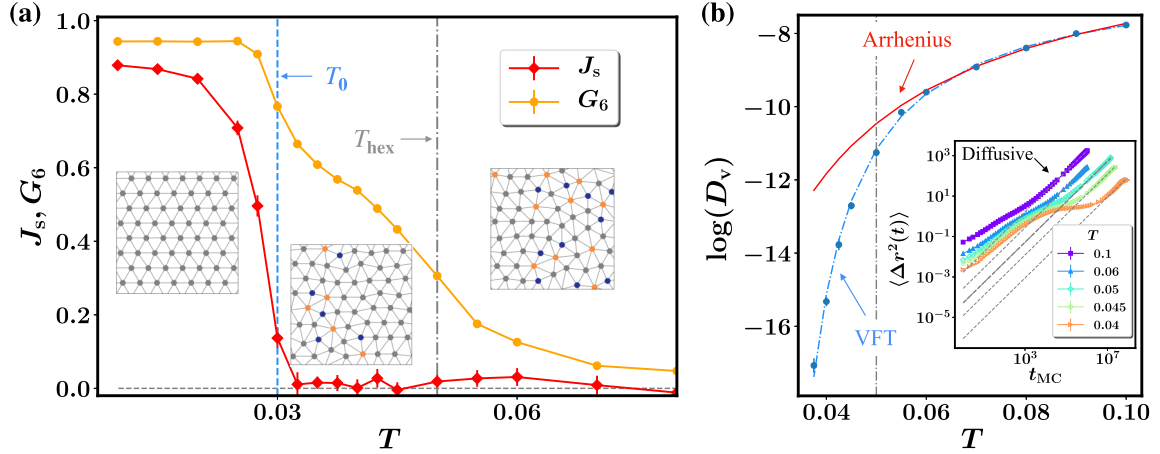 (a)
1.0
0.8
0.6
0.4
0.2
0.0
J_s, G_6
T_0
T_hex
J_s
G_6
0.03
0.06
T
(b)
−8
−10
−12
−14
−16
log(D_v)
Arrhenius
VFT
0.04
0.06
0.08
0.10
T
Diffusive
10^3
10^1
10^−1
10^−3
10^−5
⟨Δr^2(t)⟩
T
0.1
0.06
0.05
0.045
0.04
10^3
10^7
t_MC